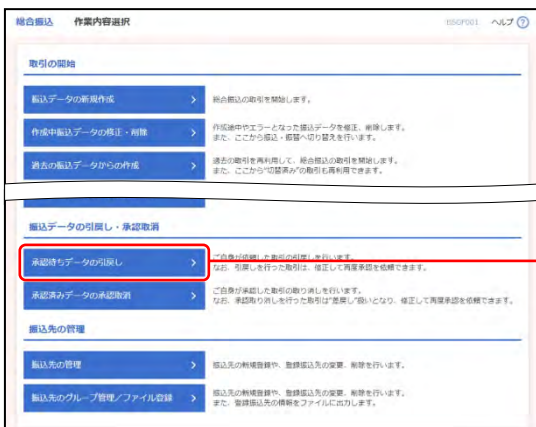 総合振込 作業内容選択 BSGF001 ヘルプ ?
取引の開始
振込データの新規作成 > 総合振込の取引を開始します。
作成中振込データの修正・削除 > 作成途中やエラーとなった振込データを修正、削除します。
また、ここから振込・振替へ切り替えを行います。
過去の振込データからの作成 > 過去の取引を再利用して、総合振込の取引を開始します。
また、ここから“切替済み”の取引も再利用できます。
振込データの引戻し・承認取消
承認待ちデータの引戻し > ご自身が依頼した取引の引戻しを行います。
なお、引戻しを行った取引は、修正して再度承認を依頼できます。
承認済みデータの承認取消 > ご自身が承認した取引の取り消しを行います。
なお、承認取り消しを行った取引は“差戻し”扱いとなり、修正して再度承認を依頼できます。
振込先の管理
振込先の管理 > 振込先の新規登録や、登録振込先の変更、削除を行います。
振込先のグループ管理/ファイル登録 > 振込先の新規登録や、登録振込先の変更、削除を行います。
また、登録振込先の情報をファイルに出力します。